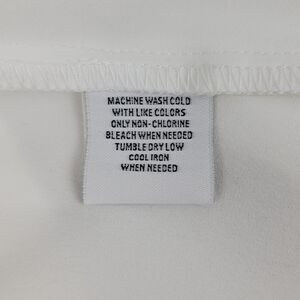 MACHINE WASH COLD
WITH LIKE COLORS
ONLY NON-CHLORINE
BLEACH WHEN NEEDED
TUMBLE DRY LOW
COOL IRON
WHEN NEEDED